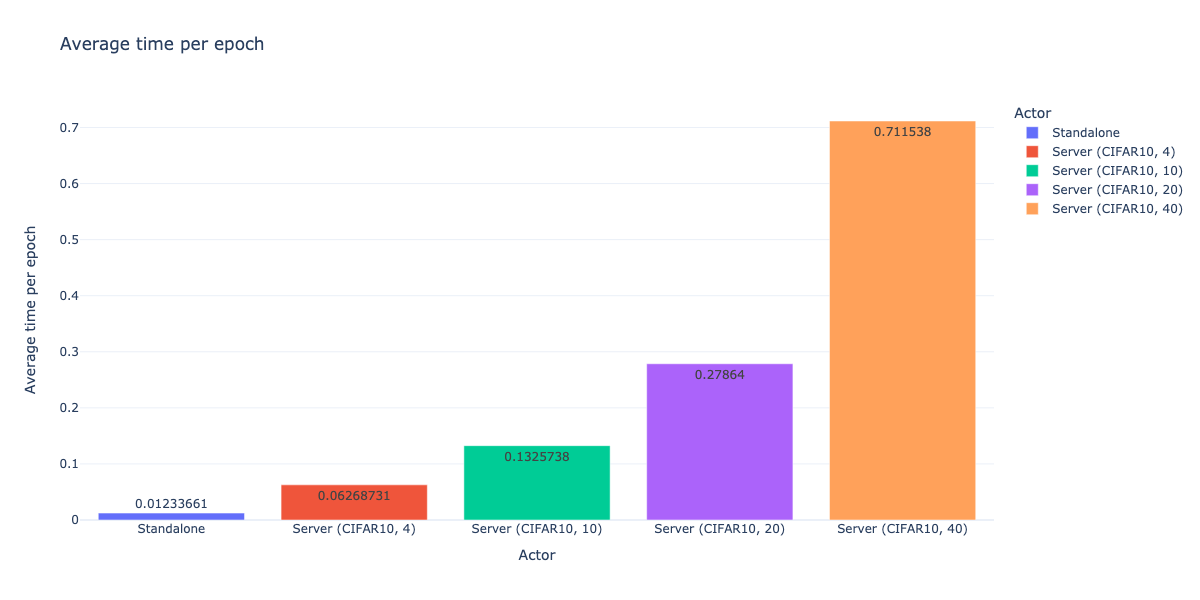 Average time per epoch
0.7
0.6
0.5
0.4
0.3
0.2
0.1
0
Average time per epoch
0.01233661
0.06268731
0.1325738
0.27864
0.711538
Standalone
Server (CIFAR10, 4)
Server (CIFAR10, 10)
Server (CIFAR10, 20)
Server (CIFAR10, 40)
Actor
Actor
Standalone
Server (CIFAR10, 4)
Server (CIFAR10, 10)
Server (CIFAR10, 20)
Server (CIFAR10, 40)